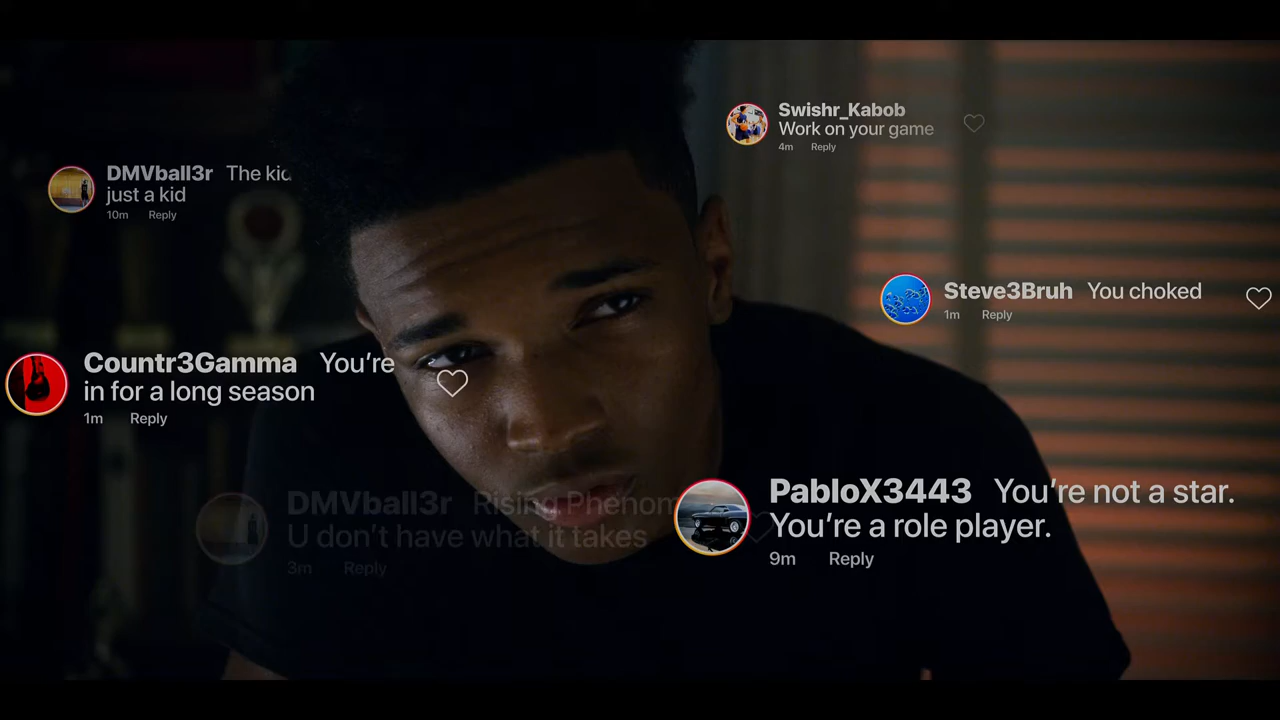 Swishr_Kabob
Work on your game
4m Reply
DMVball3r The kid
just a kid
10m Reply
Steve3Bruh You choked
1m Reply
Countr3Gamma You’re
in for a long season
1m Reply
PabloX3443 You’re not a star.
You’re a role player.
9m Reply
DMVball3r Rising Phenom
U don’t have what it takes
3m Reply